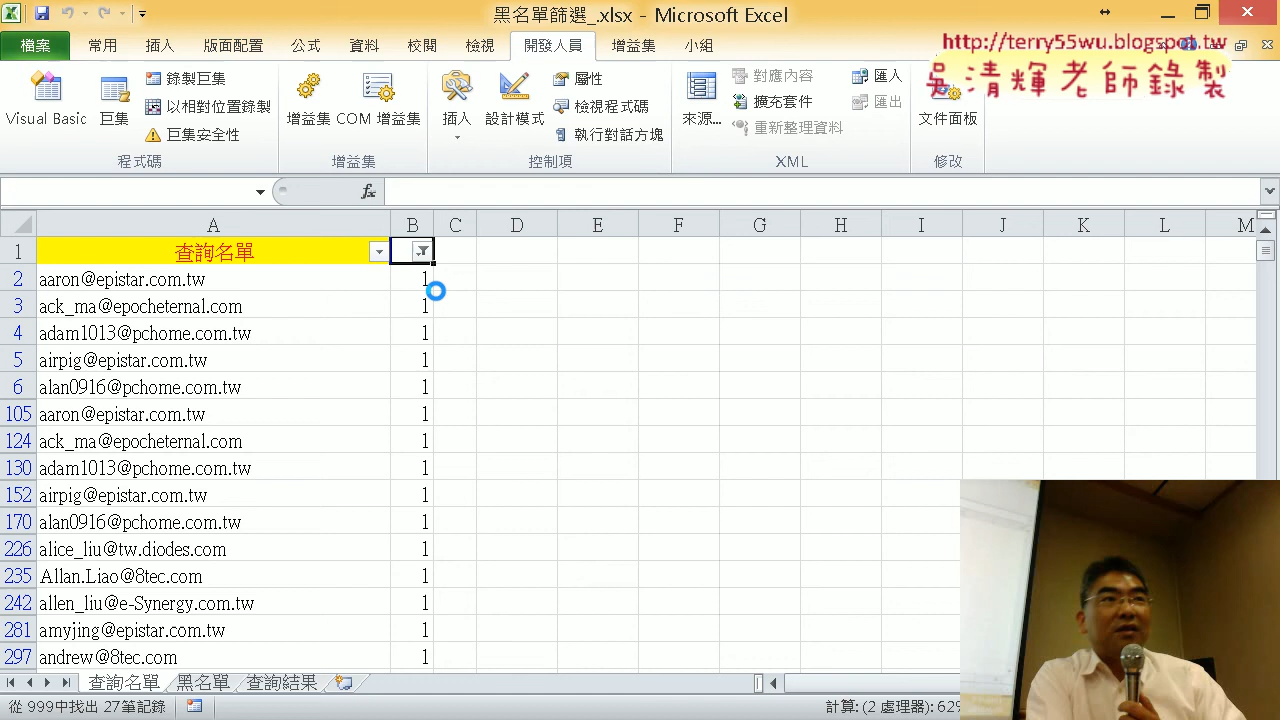 黑名單篩選_.xlsx - Microsoft Excel
檔案 常用 插入 版面配置 公式 資料 校閱 檢視 開發人員 增益集 小組
http://terry55wu.blogspot.tw
吳清輝老師錄製
Visual Basic 巨集 錄製巨集 以相對位置錄製 巨集安全性
程式碼
增益集 COM 增益集
增益集
插入 設計模式 屬性 檢視程式碼 執行對話方塊
控制項
來源... 對應內容 擴充套件 重新整理資料 匯入 匯出
XML
文件面板
修改
fx
A B C D E F G H I J K L M
1 查詢名單
2 aaron@epistar.com.tw 1
3 ack_ma@epocheternal.com 1
4 adam1013@pchome.com.tw 1
5 airpig@epistar.com.tw 1
6 alan0916@pchome.com.tw 1
105 aaron@epistar.com.tw 1
124 ack_ma@epocheternal.com 1
130 adam1013@pchome.com.tw 1
152 airpig@epistar.com.tw 1
170 alan0916@pchome.com.tw 1
226 alice_liu@tw.diodes.com 1
235 Allan.Liao@8tec.com 1
242 allen_liu@e-Synergy.com.tw 1
281 amyjing@epistar.com.tw 1
297 andrew@8tec.com 1
查詢名單 黑名單 查詢結果
從 999中找出 27筆記錄 計算: (2 處理器): 62%